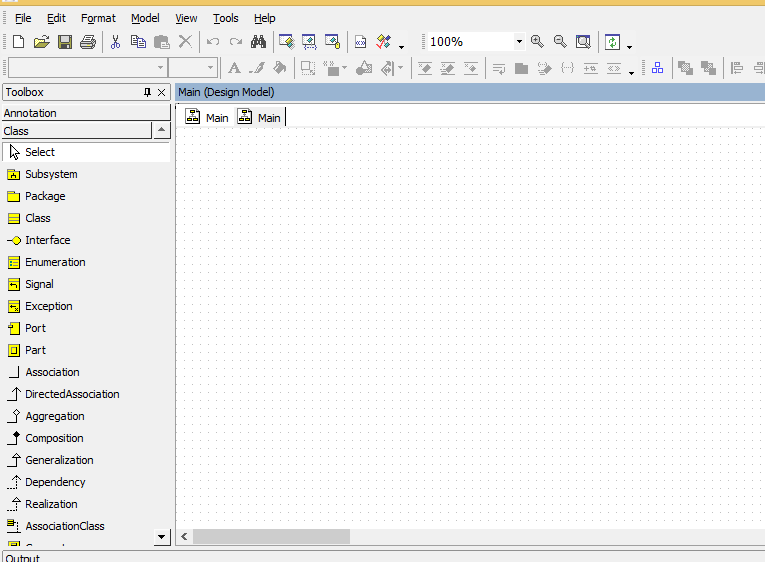 File Edit Format Model View Tools Help
100%
Toolbox
Main (Design Model)
Annotation
Class
Main Main
Select
Subsystem
Package
Class
Interface
Enumeration
Signal
Exception
Port
Part
Association
DirectedAssociation
Aggregation
Composition
Generalization
Dependency
Realization
AssociationClass
Output